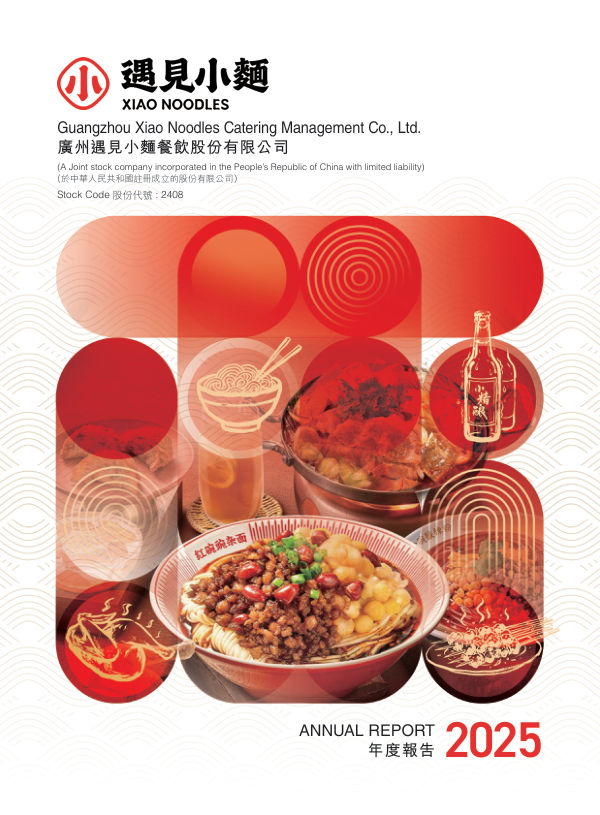 小 遇見小麵
XIAO NOODLES
Guangzhou Xiao Noodles Catering Management Co., Ltd.
廣州遇見小麵餐飲股份有限公司
(A Joint stock company incorporated in the People's Republic of China with limited liability)
(於中華人民共和國註冊成立的股份有限公司)
Stock Code 股份代號 : 2408
小精釀
红碗豌杂面
ANNUAL REPORT
年度報告
2025